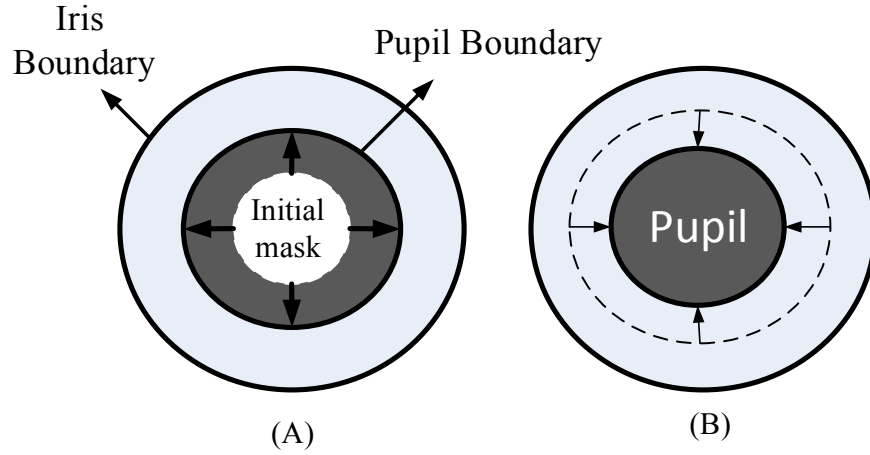 Iris
Boundary
Pupil Boundary
Initial
mask
Pupil
(A)
(B)